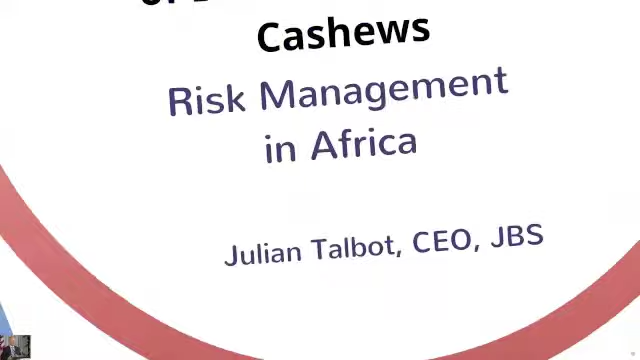 Cashews
Risk Management
in Africa
Julian Talbot, CEO, JBS